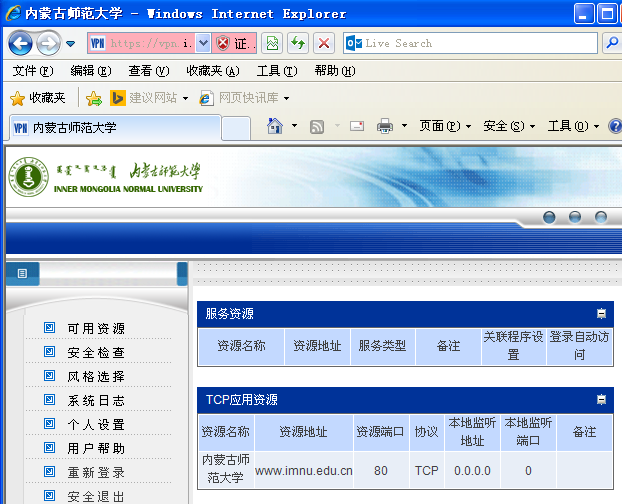 内蒙古师范大学 - Windows Internet Explorer
VPN https://vpn.i. 证. Live Search
文件(F) 编辑(E) 查看(V) 收藏夹(A) 工具(T) 帮助(H)
收藏夹 建议网站 网页快讯库
VPN 内蒙古师范大学 页面(P) 安全(S) 工具(O)
内蒙古师范大学
INNER MONGOLIA NORMAL UNIVERSITY
可用资源
安全检查
风格选择
系统日志
个人设置
用户帮助
重新登录
安全退出
服务资源
资源名称 资源地址 服务类型 备注 关联程序设置 登录自动访问
TCP应用资源
资源名称 资源地址 资源端口 协议 本地监听地址 本地监听端口 备注
内蒙古师范大学 www.imnu.edu.cn 80 TCP 0.0.0.0 0